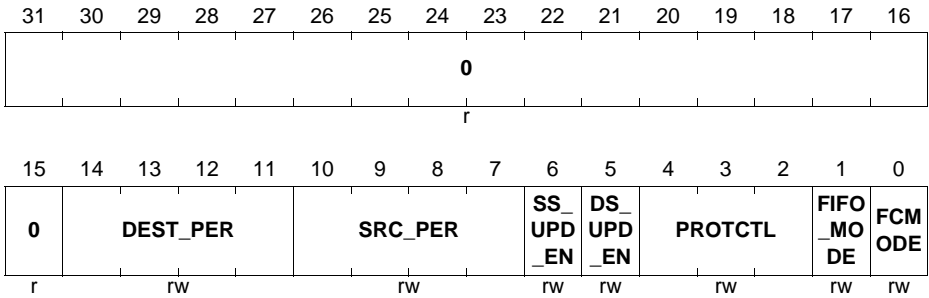 31 30 29 28 27 26 25 24 23 22 21 20 19 18 17 16
0
r
15 14 13 12 11 10 9 8 7 6 5 4 3 2 1 0
0 DEST_PER SRC_PER SS_ UPD _EN DS_ UPD _EN PROTCTL FIFO _MO DE FCM ODE
r rw rw rw rw rw rw rw